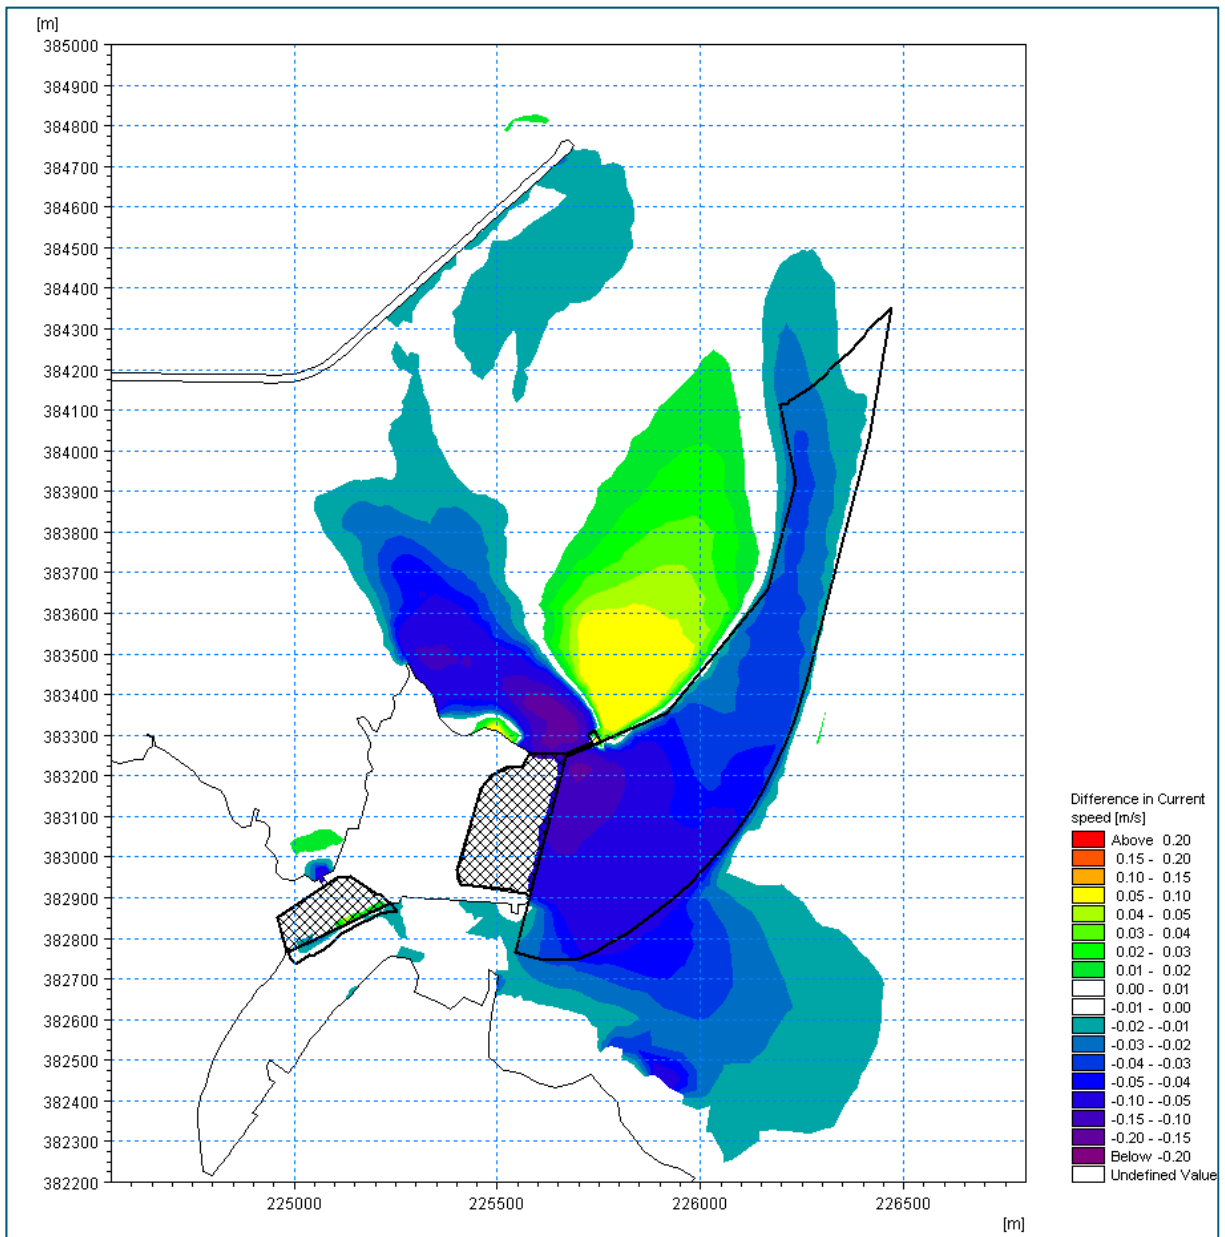 [m]
385000
384900
384800
384700
384600
384500
384400
384300
384200
384100
384000
383900
383800
383700
383600
383500
383400
383300
383200
383100
383000
382900
382800
382700
382600
382500
382400
382300
382200
225000 225500 226000 226500
[m]
Difference in Current
speed [m/s]
Above 0.20
0.15 - 0.20
0.10 - 0.15
0.05 - 0.10
0.04 - 0.05
0.03 - 0.04
0.02 - 0.03
0.01 - 0.02
0.00 - 0.01
-0.01 - 0.00
-0.02 - -0.01
-0.03 - -0.02
-0.04 - -0.03
-0.05 - -0.04
-0.10 - -0.05
-0.15 - -0.10
-0.20 - -0.15
Below -0.20
Undefined Value